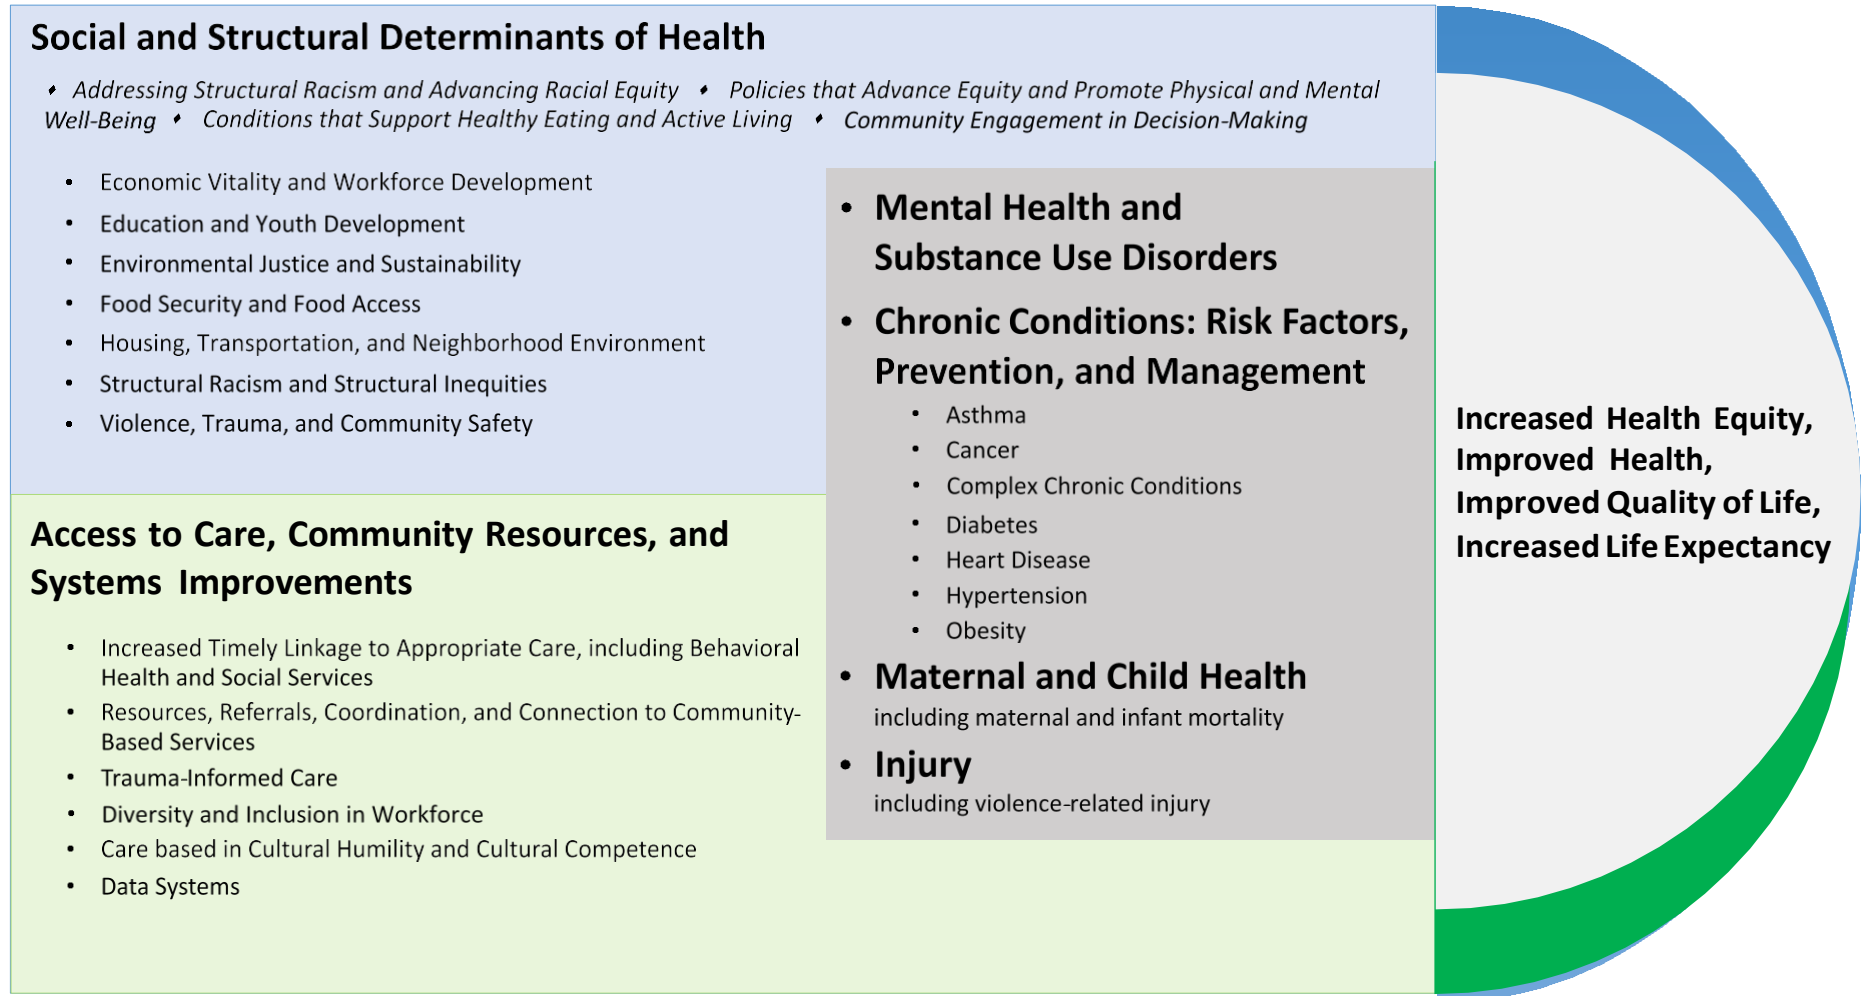 Social and Structural Determinants of Health
⬧ Addressing Structural Racism and Advancing Racial Equity ⬧ Policies that Advance Equity and Promote Physical and Mental
Well-Being ⬧ Conditions that Support Healthy Eating and Active Living ⬧ Community Engagement in Decision-Making
• Economic Vitality and Workforce Development
• Education and Youth Development
• Environmental Justice and Sustainability
• Food Security and Food Access
• Housing, Transportation, and Neighborhood Environment
• Structural Racism and Structural Inequities
• Violence, Trauma, and Community Safety
Access to Care, Community Resources, and
Systems Improvements
• Increased Timely Linkage to Appropriate Care, including Behavioral
Health and Social Services
• Resources, Referrals, Coordination, and Connection to Community-
Based Services
• Trauma-Informed Care
• Diversity and Inclusion in Workforce
• Care based in Cultural Humility and Cultural Competence
• Data Systems
• Mental Health and
Substance Use Disorders
• Chronic Conditions: Risk Factors,
Prevention, and Management
• Asthma
• Cancer
• Complex Chronic Conditions
• Diabetes
• Heart Disease
• Hypertension
• Obesity
• Maternal and Child Health
including maternal and infant mortality
• Injury
including violence-related injury
Increased Health Equity,
Improved Health,
Improved Quality of Life,
Increased Life Expectancy